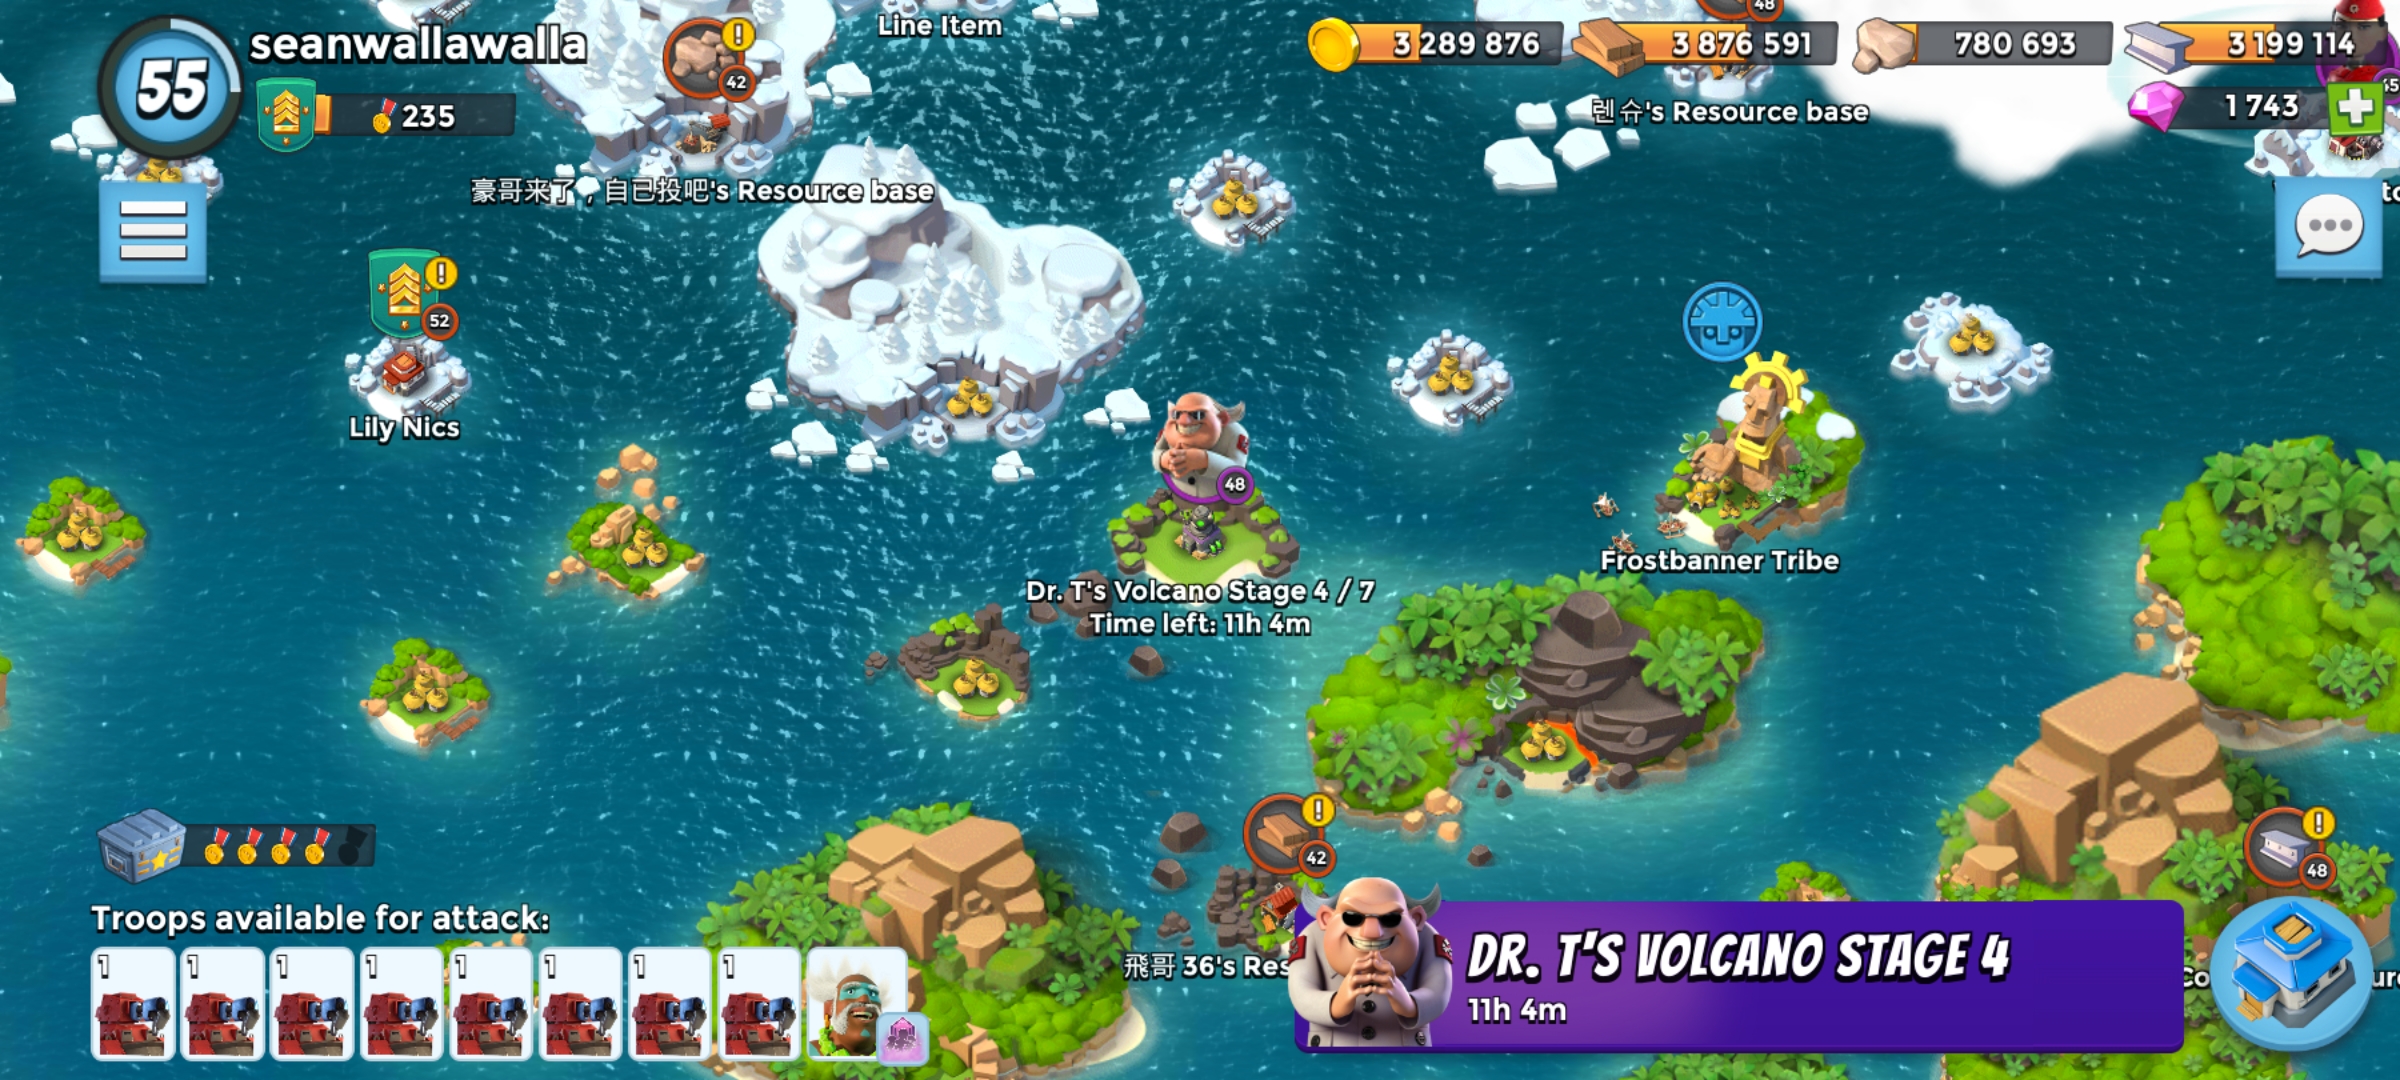 55
seanwallawalla
235
42
Line Item
48
3 289 876
3 876 591
780 693
3 199 114
1 743
렌슈's Resource base
豪哥来了，自已投吧's Resource base
52
Lily Nics
48
Dr. T's Volcano Stage 4 / 7
Time left: 11h 4m
Frostbanner Tribe
42
48
飛哥 36's Res
Troops available for attack:
1
1
1
1
1
1
1
1
DR. T'S VOLCANO STAGE 4
11h 4m